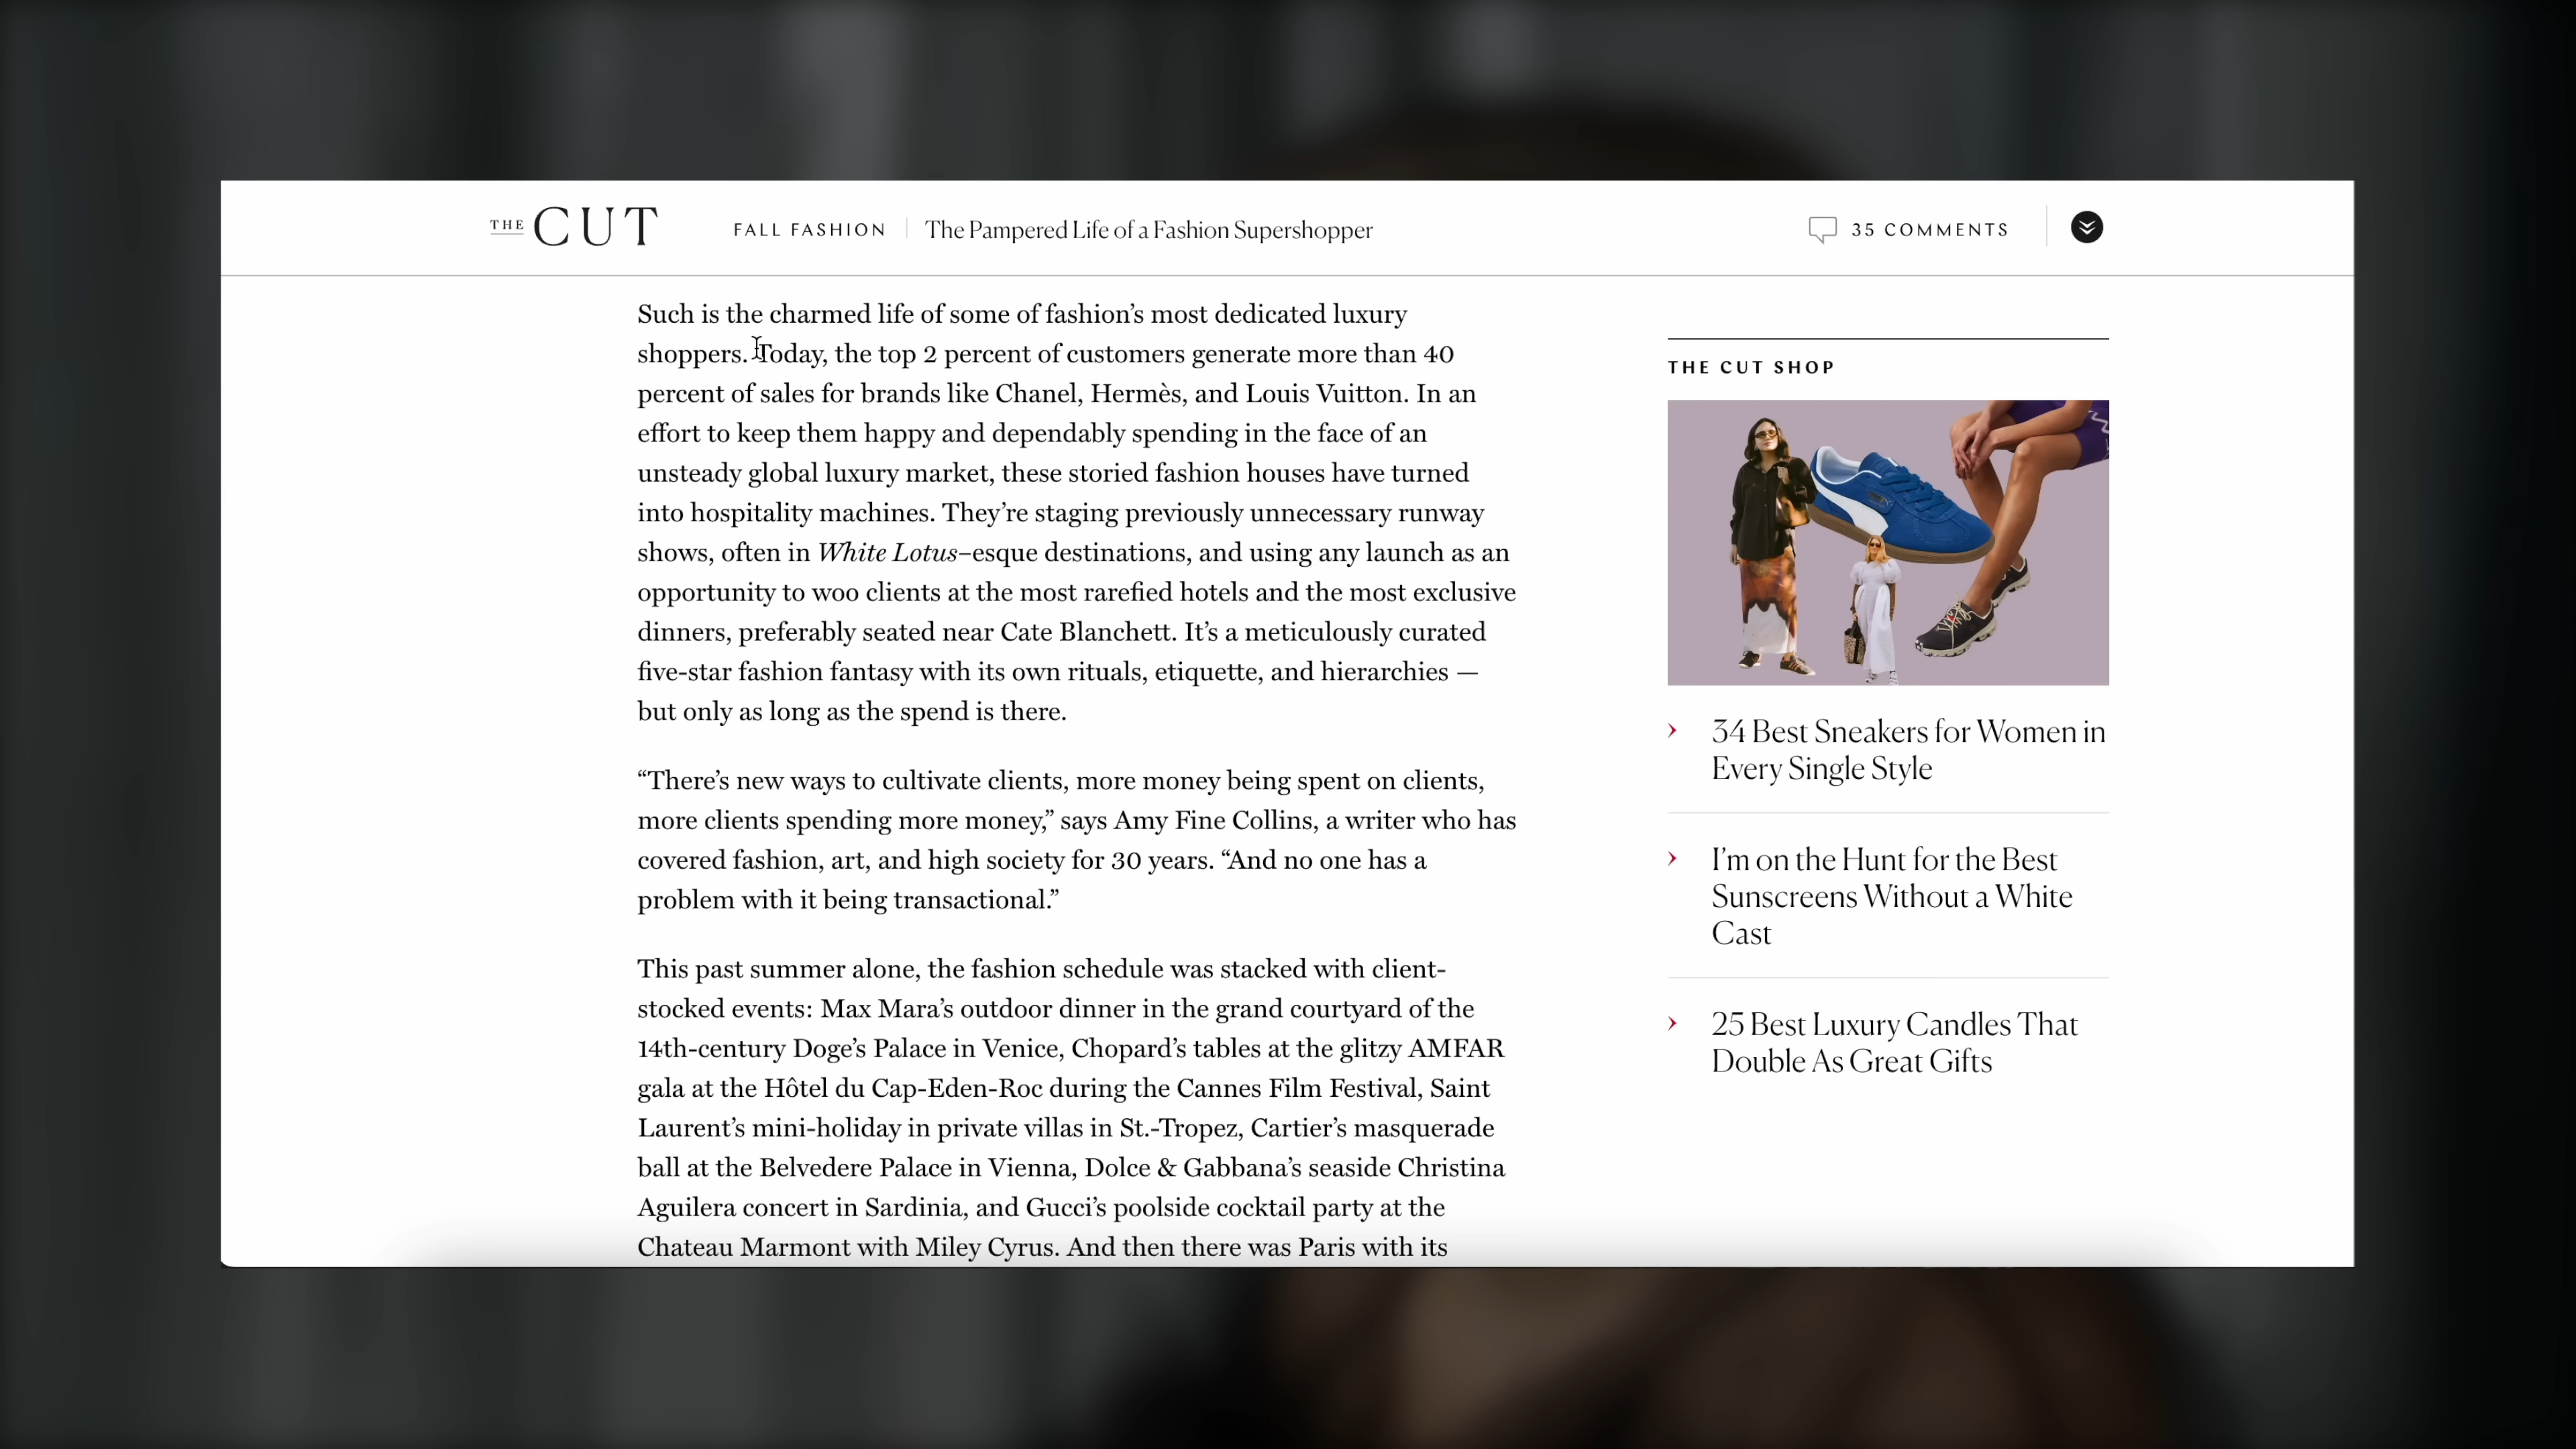 THE CUT
FALL FASHION
The Pampered Life of a Fashion Supershopper
35 COMMENTS
Such is the charmed life of some of fashion’s most dedicated luxury
shoppers. Today, the top 2 percent of customers generate more than 40
percent of sales for brands like Chanel, Hermès, and Louis Vuitton. In an
effort to keep them happy and dependably spending in the face of an
unsteady global luxury market, these storied fashion houses have turned
into hospitality machines. They’re staging previously unnecessary runway
shows, often in White Lotus–esque destinations, and using any launch as an
opportunity to woo clients at the most rarefied hotels and the most exclusive
dinners, preferably seated near Cate Blanchett. It’s a meticulously curated
five-star fashion fantasy with its own rituals, etiquette, and hierarchies —
but only as long as the spend is there.
“There’s new ways to cultivate clients, more money being spent on clients,
more clients spending more money,” says Amy Fine Collins, a writer who has
covered fashion, art, and high society for 30 years. “And no one has a
problem with it being transactional.”
This past summer alone, the fashion schedule was stacked with client-
stocked events: Max Mara’s outdoor dinner in the grand courtyard of the
14th-century Doge’s Palace in Venice, Chopard’s tables at the glitzy AMFAR
gala at the Hôtel du Cap-Eden-Roc during the Cannes Film Festival, Saint
Laurent’s mini-holiday in private villas in St.-Tropez, Cartier’s masquerade
ball at the Belvedere Palace in Vienna, Dolce & Gabbana’s seaside Christina
Aguilera concert in Sardinia, and Gucci’s poolside cocktail party at the
Chateau Marmont with Miley Cyrus. And then there was Paris with its
THE CUT SHOP
34 Best Sneakers for Women in
Every Single Style
I’m on the Hunt for the Best
Sunscreens Without a White
Cast
25 Best Luxury Candles That
Double As Great Gifts